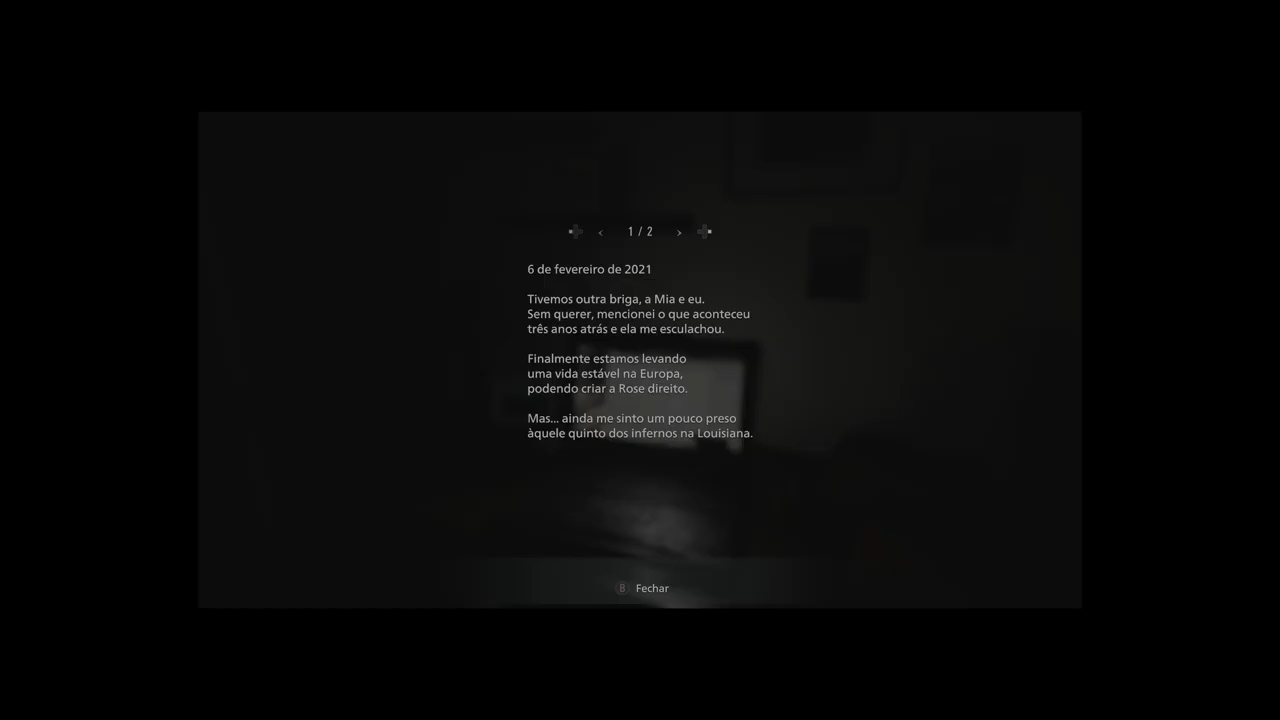 < 1 / 2 >
6 de fevereiro de 2021
Tivemos outra briga, a Mia e eu.
Sem querer, mencionei o que aconteceu
três anos atrás e ela me esculachou.
Finalmente estamos levando
uma vida estável na Europa,
podendo criar a Rose direito.
Mas... ainda me sinto um pouco preso
àquele quinto dos infernos na Louisiana.
B Fechar